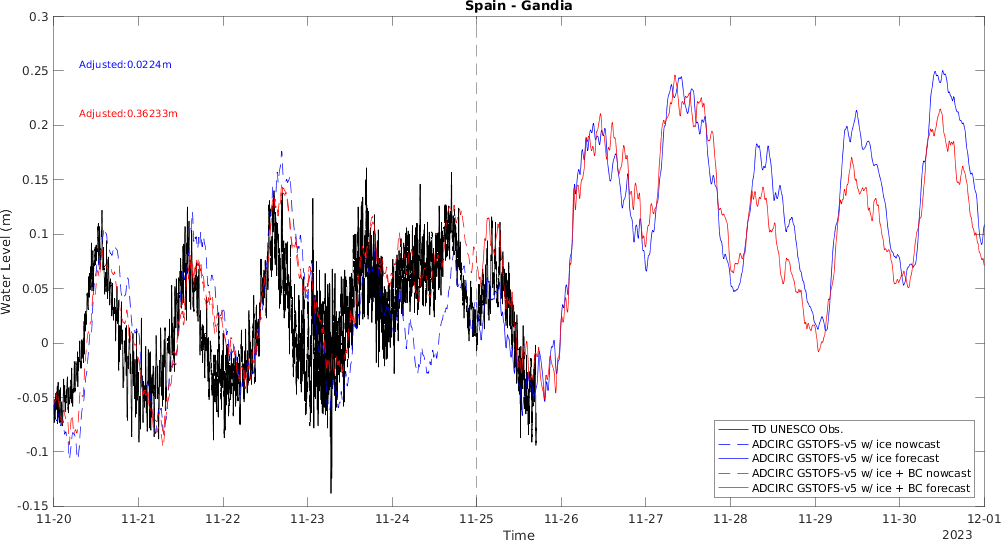 Spain - Gandia
0.3
0.25
0.2
0.15
0.1
0.05
0
-0.05
-0.1
-0.15
Water Level (m)
Adjusted:0.0224m
Adjusted:0.36233m
TD UNESCO Obs.
ADCIRC GSTOFS-v5 w/ ice nowcast
ADCIRC GSTOFS-v5 w/ ice forecast
ADCIRC GSTOFS-v5 w/ ice + BC nowcast
ADCIRC GSTOFS-v5 w/ ice + BC forecast
11-20 11-21 11-22 11-23 11-24 11-25 11-26 11-27 11-28 11-29 11-30 12-01
Time
2023